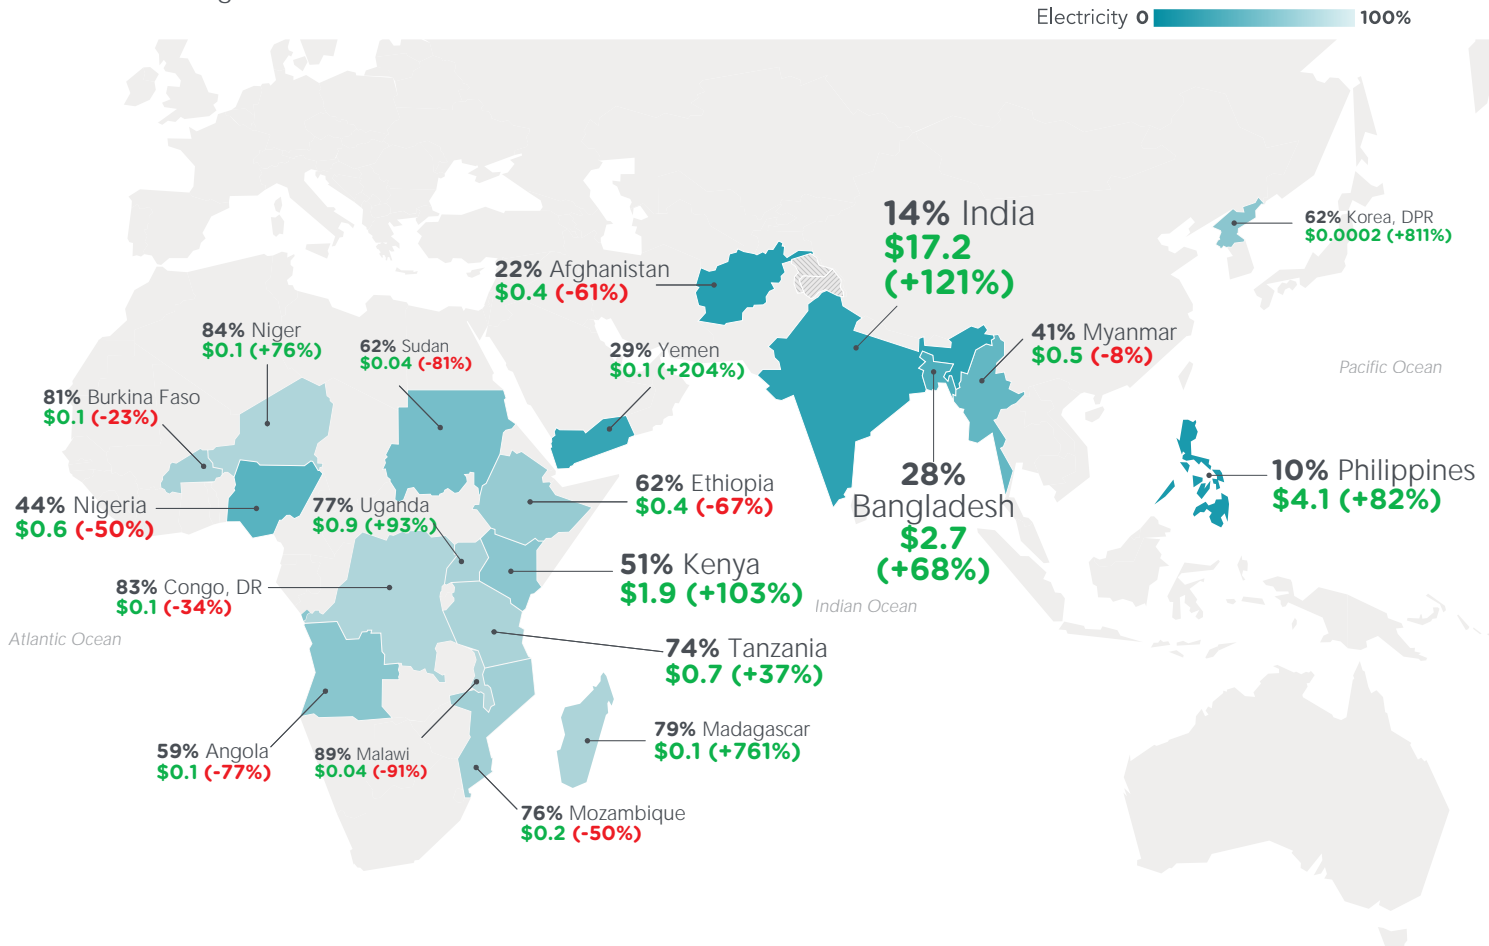 Electricity 0 100%
14% India
$17.2
(+121%)
62% Korea, DPR
$0.0002 (+811%)
22% Afghanistan
$0.4 (-61%)
84% Niger
$0.1 (+76%)
62% Sudan
$0.04 (-81%)
29% Yemen
$0.1 (+204%)
41% Myanmar
$0.5 (-8%)
Pacific Ocean
81% Burkina Faso
$0.1 (-23%)
44% Nigeria
$0.6 (-50%)
77% Uganda
$0.9 (+93%)
62% Ethiopia
$0.4 (-67%)
28%
Bangladesh
$2.7
(+68%)
10% Philippines
$4.1 (+82%)
83% Congo, DR
$0.1 (-34%)
51% Kenya
$1.9 (+103%)
Indian Ocean
Atlantic Ocean
74% Tanzania
$0.7 (+37%)
59% Angola
$0.1 (-77%)
89% Malawi
$0.04 (-91%)
79% Madagascar
$0.1 (+761%)
76% Mozambique
$0.2 (-50%)